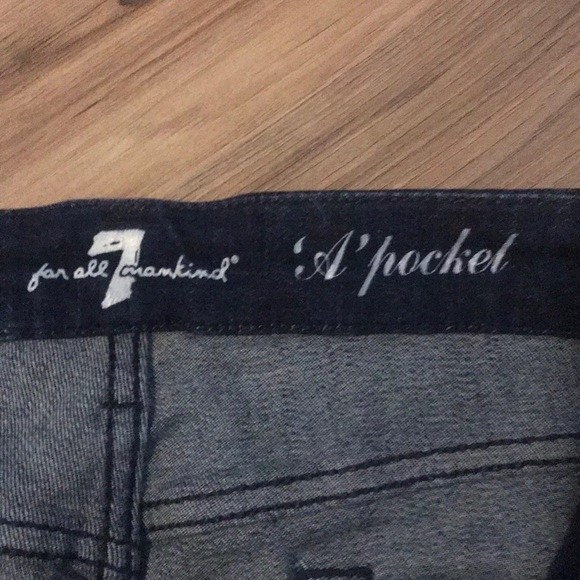 7 for all mankind® 'A' pocket